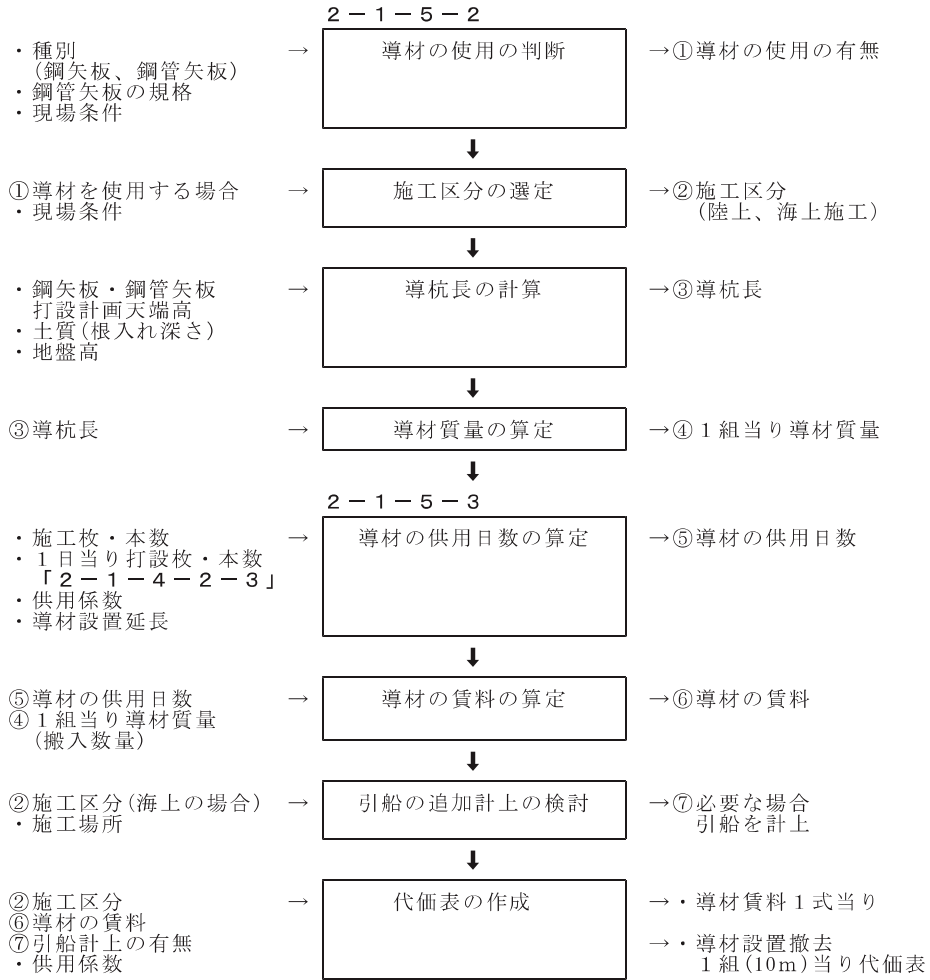 ２－１－５－２
・種別 → 導材の使用の判断 →①導材の使用の有無
(鋼矢板、鋼管矢板)
・鋼管矢板の規格
・現場条件
⬇
①導材を使用する場合 → 施工区分の選定 →②施工区分
・現場条件 (陸上、海上施工)
⬇
・鋼矢板・鋼管矢板 → 導杭長の計算 →③導杭長
打設計画天端高
・土質(根入れ深さ)
・地盤高
⬇
③導杭長 → 導材質量の算定 →④１組当り導材質量
⬇
２－１－５－３
・施工枚・本数 → 導材の供用日数の算定 →⑤導材の供用日数
・１日当り打設枚・本数
「２－１－４－２－３」
・供用係数
・導材設置延長
⬇
⑤導材の供用日数 → 導材の賃料の算定 →⑥導材の賃料
④１組当り導材質量
(搬入数量)
⬇
②施工区分(海上の場合) → 引船の追加計上の検討 →⑦必要な場合
・施工場所 引船を計上
⬇
②施工区分 → 代価表の作成 →・導材賃料１式当り
⑥導材の賃料
⑦引船計上の有無 →・導材設置撤去
・供用係数 １組(10ｍ)当り代価表